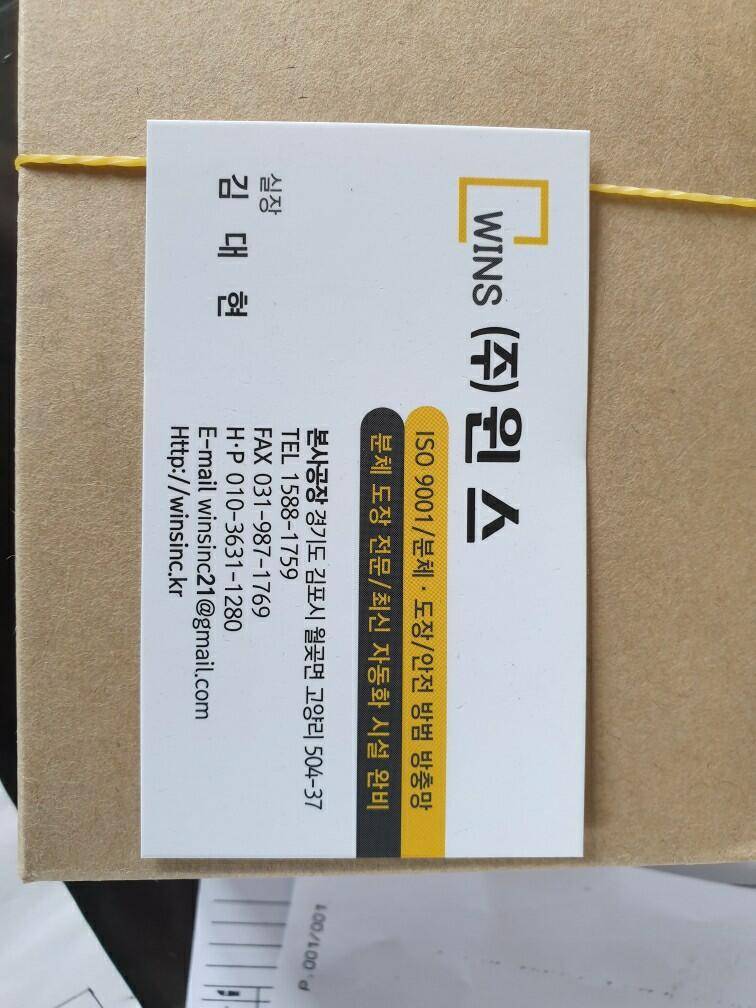 WINS (주)윈스
ISO 9001/분체·도장/안전 방범 방충망
분체 도장 전문/최신 자동화 시설 완비
실장
김 대 현
본사공장 경기도 김포시 월곶면 고양리 504-37
TEL 1588-1759
FAX 031-987-1769
H·P 010-3631-1280
E-mail winsinc21@gmail.com
Http://winsinc.kr
P.001/001